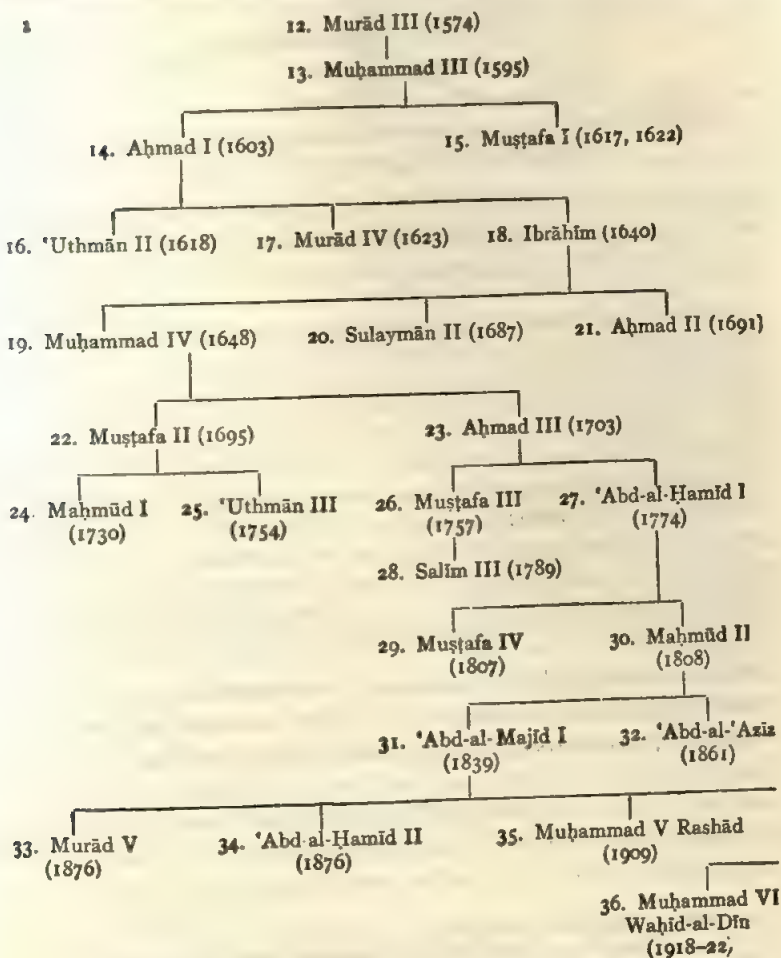 2
12. Murād III (1574)
13. Muḥammad III (1595)
14. Aḥmad I (1603)
15. Muṣṭafa I (1617, 1622)
16. ‘Uthmān II (1618)
17. Murād IV (1623)
18. Ibrāhīm (1640)
19. Muḥammad IV (1648)
20. Sulaymān II (1687)
21. Aḥmad II (1691)
22. Muṣṭafa II (1695)
23. Aḥmad III (1703)
24. Maḥmūd I
(1730)
25. ‘Uthmān III
(1754)
26. Muṣṭafa III
(1757)
27. ‘Abd-al-Ḥamīd I
(1774)
28. Salīm III (1789)
29. Muṣṭafa IV
(1807)
30. Maḥmūd II
(1808)
31. ‘Abd-al-Majīd I
(1839)
32. ‘Abd-al-‘Azīz
(1861)
33. Murād V
(1876)
34. ‘Abd-al-Ḥamīd II
(1876)
35. Muḥammad V Rashād
(1909)
36. Muḥammad VI
Waḥīd-al-Dīn
(1918–22)